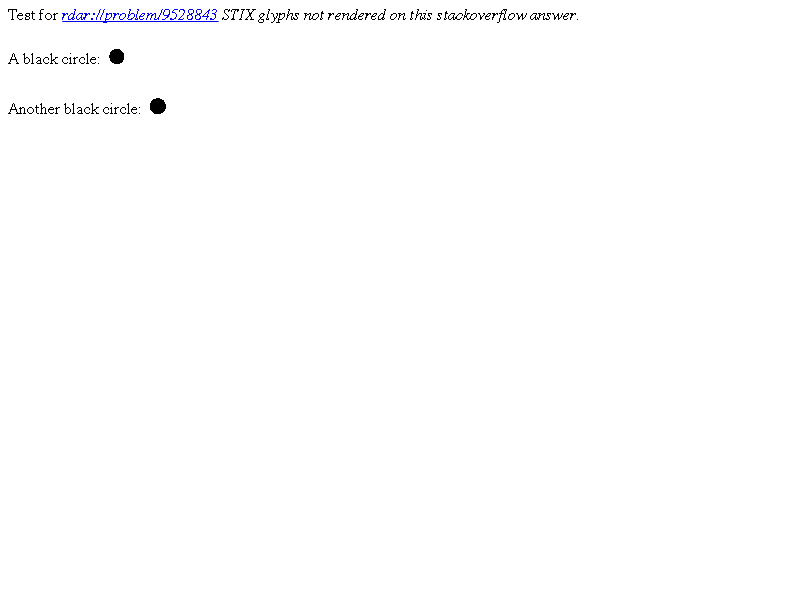 Test for rdar://problem/9528843 STIX glyphs not rendered on this stackoverflow answer.
A black circle: ●
Another black circle: ●